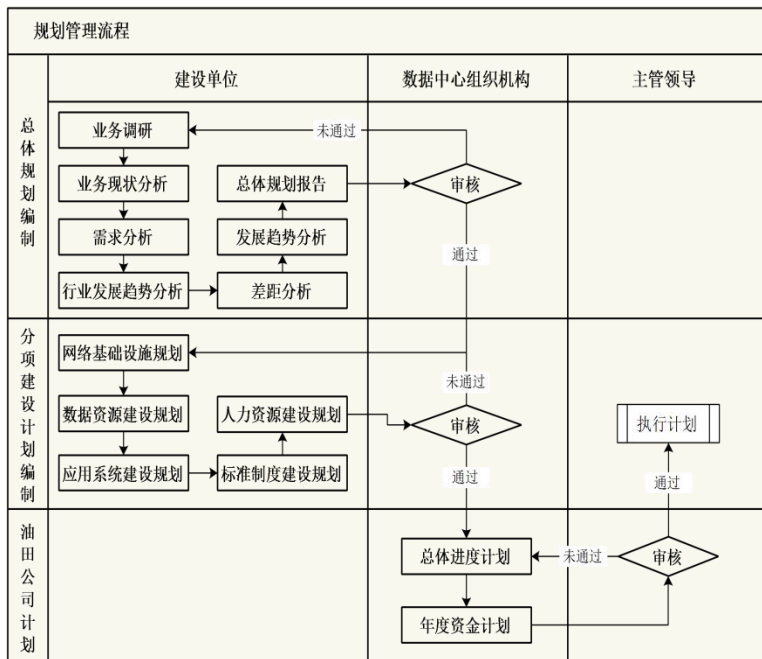 规划管理流程
建设单位
数据中心组织机构
主管领导
总体规划编制
业务调研
未通过
业务现状分析
总体规划报告
审核
需求分析
发展趋势分析
通过
行业发展趋势分析
差距分析
分项建设计划编制
网络基础设施规划
未通过
数据资源建设规划
人力资源建设规划
审核
执行计划
应用系统建设规划
标准制度建设规划
通过
通过
油田公司计划
总体进度计划
未通过
审核
年度资金计划